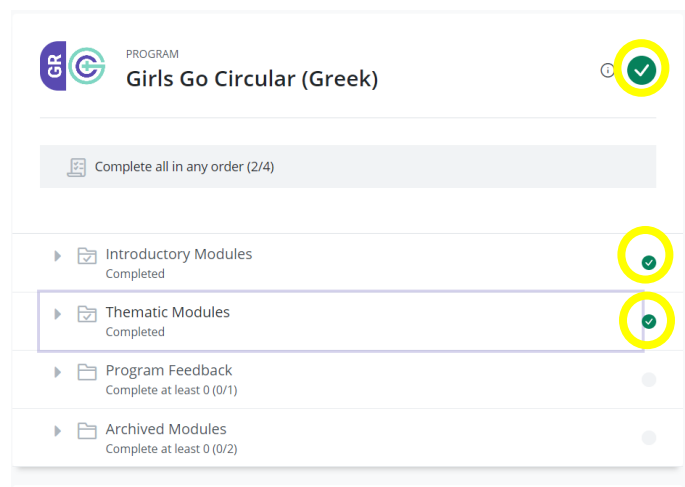 GR
PROGRAM
Girls Go Circular (Greek)
Complete all in any order (2/4)
Introductory Modules
Completed
Thematic Modules
Completed
Program Feedback
Complete at least 0 (0/1)
Archived Modules
Complete at least 0 (0/2)